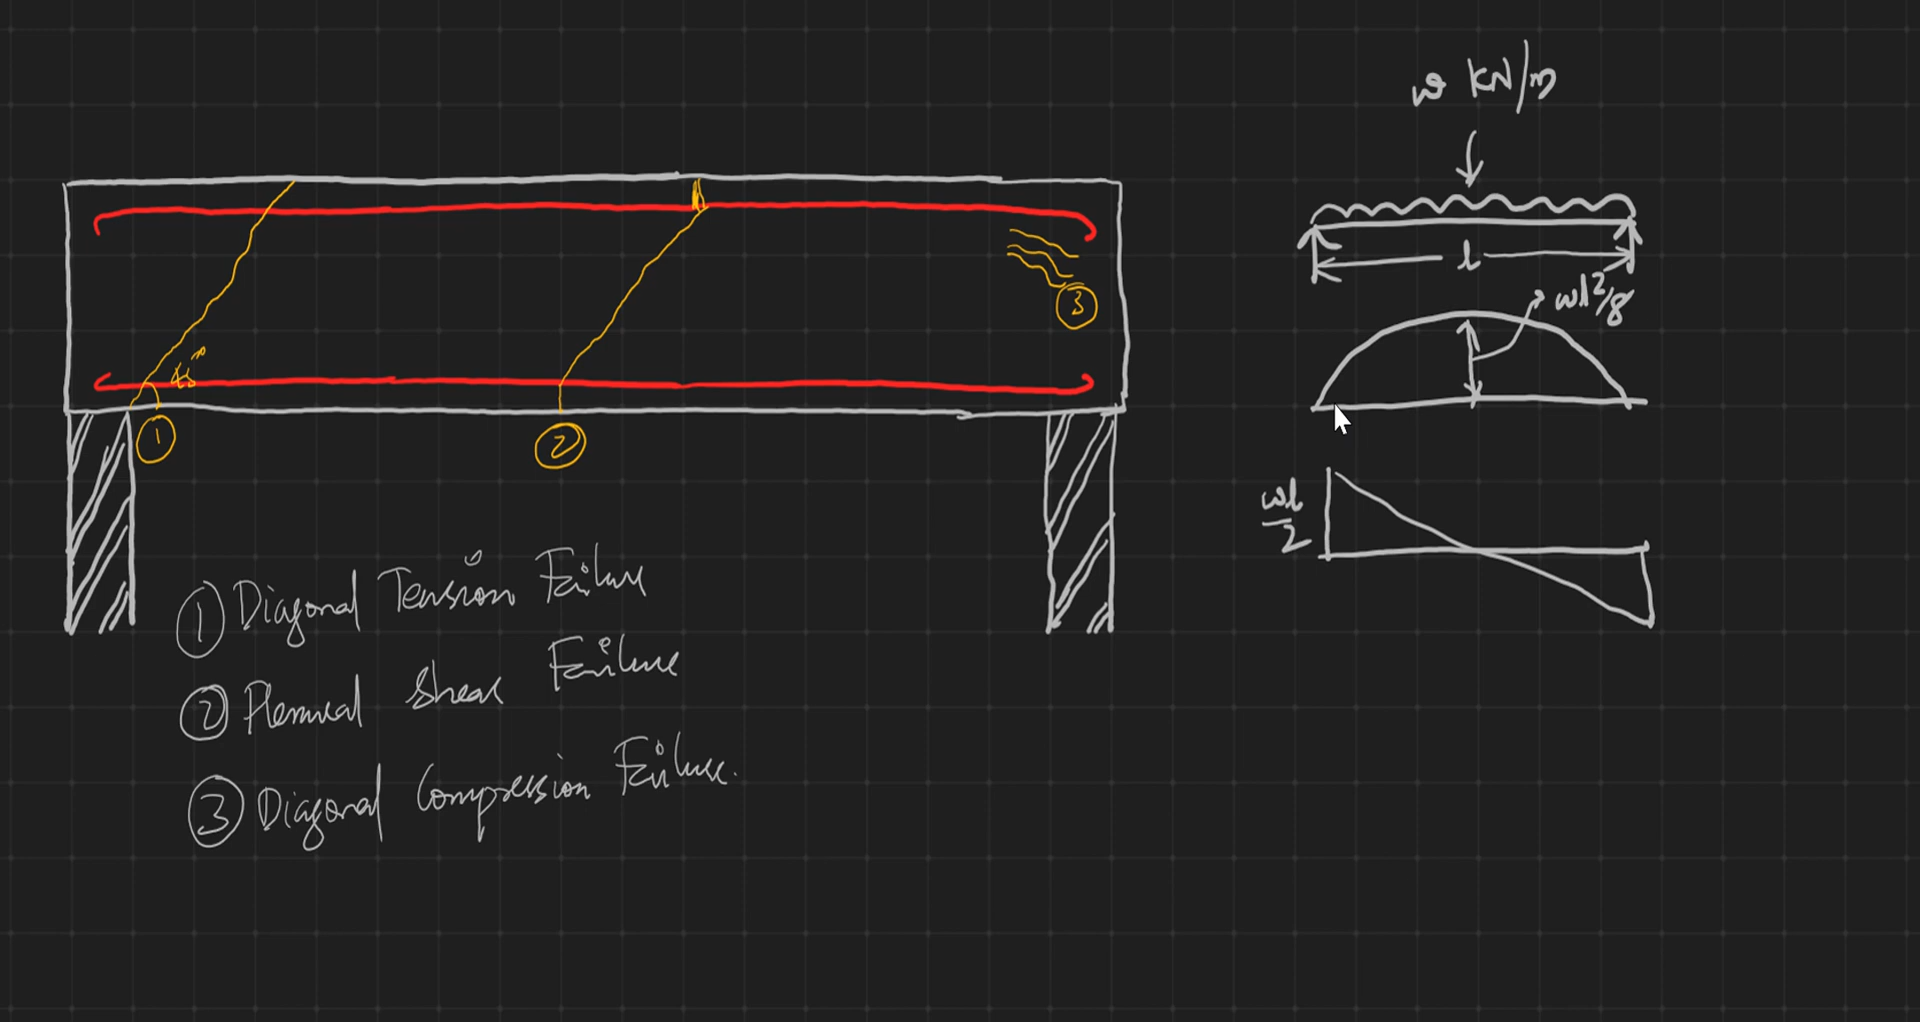 w kN/m
l
wl²/8
45°
3
1
2
wl/2
① Diagonal Tension Failure
② Flexural Shear Failure
③ Diagonal Compression Failure.